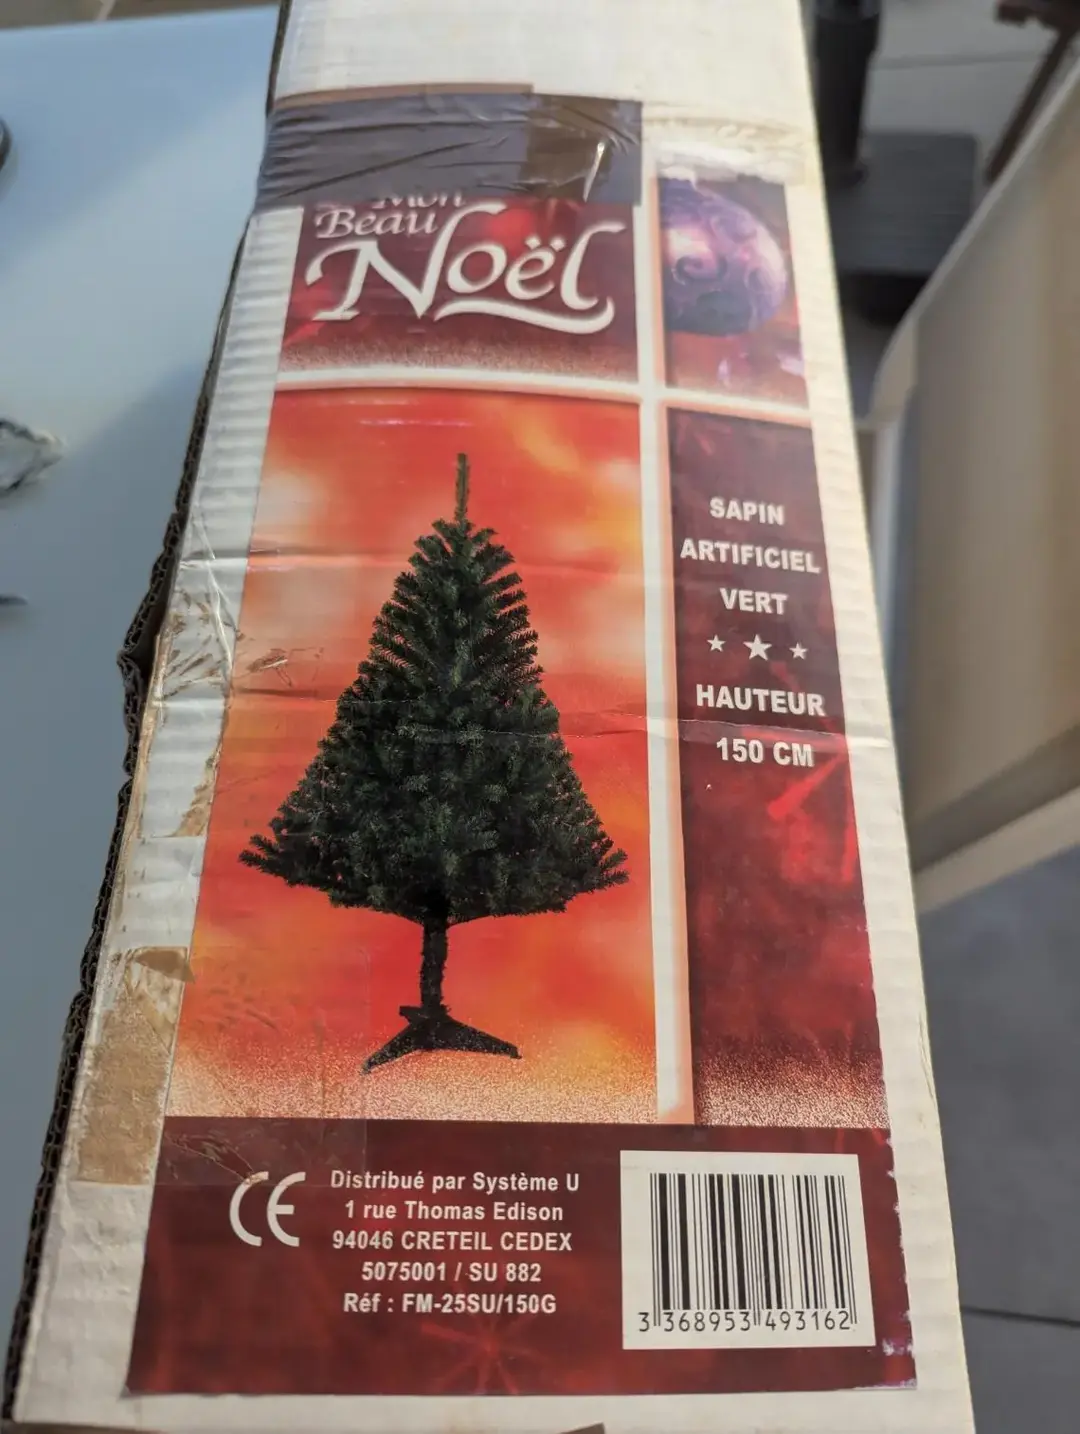 Mon
Beau
Noël
SAPIN
ARTIFICIEL
VERT
HAUTEUR
150 CM
CE
Distribué par Système U
1 rue Thomas Edison
94046 CRETEIL CEDEX
5075001 / SU 882
Réf : FM-25SU/150G
3 368953 493162